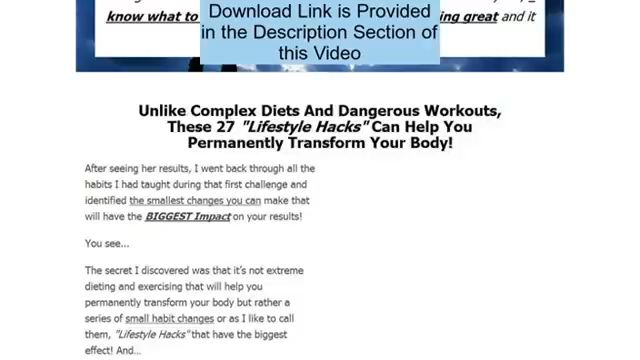 know what to
ing great and it
Download Link is Provided
in the Description Section of
this Video
Unlike Complex Diets And Dangerous Workouts,
These 27 "Lifestyle Hacks" Can Help You
Permanently Transform Your Body!
After seeing her results, I went back through all the
habits I had taught during that first challenge and
identified the smallest changes you can make that
will have the BIGGEST Impact on your results!
You see...
The secret I discovered was that it's not extreme
dieting and exercising that will help you
permanently transform your body but rather a
series of small habit changes or as I like to call
them, "Lifestyle Hacks" that have the biggest
effect! And...